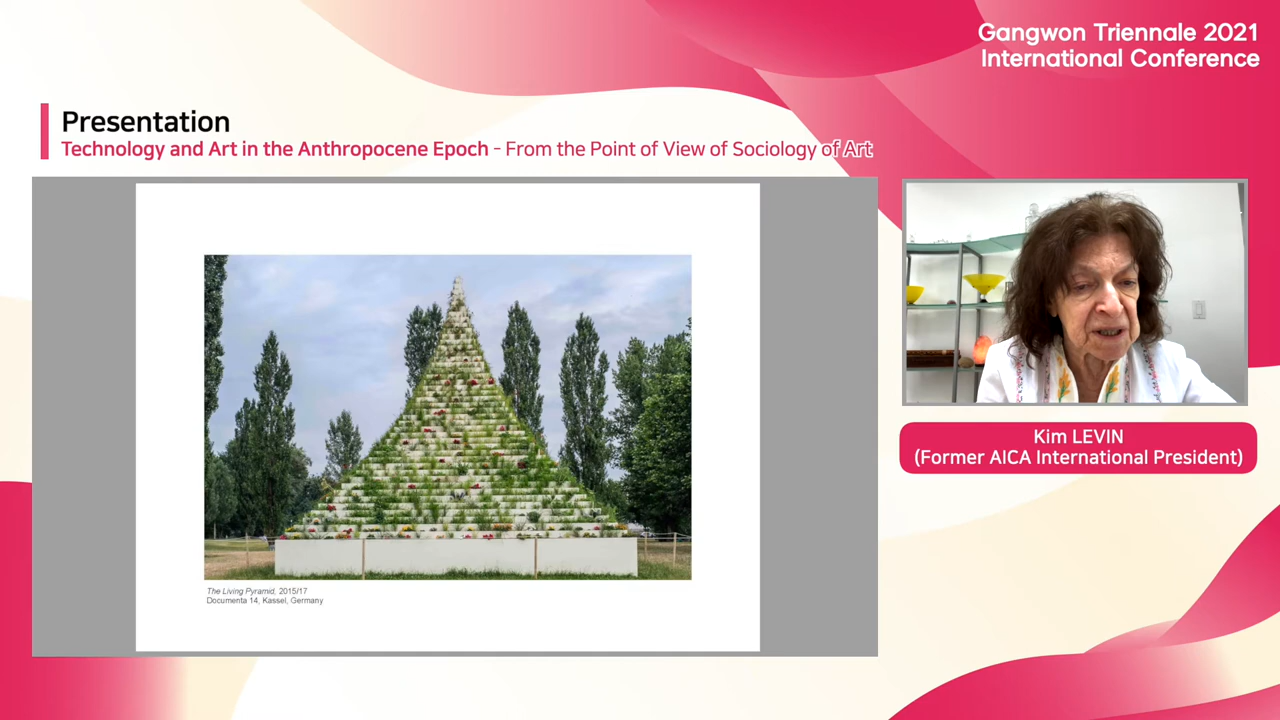 Gangwon Triennale 2021
International Conference
Presentation
Technology and Art in the Anthropocene Epoch - From the Point of View of Sociology of Art
The Living Pyramid, 2015/17
Documenta 14, Kassel, Germany
Kim LEVIN
(Former AICA International President)